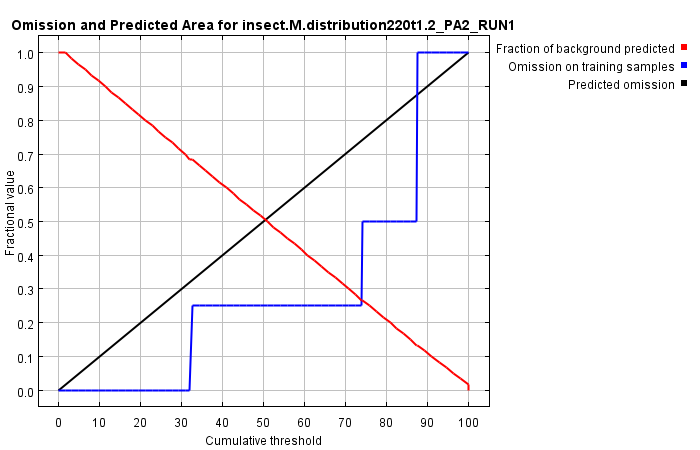 Omission and Predicted Area for insect.M.distribution220t1.2_PA2_RUN1
Fraction of background predicted
Omission on training samples
Predicted omission
1.0
0.9
0.8
0.7
0.6
0.5
0.4
0.3
0.2
0.1
0.0
Fractional value
0 10 20 30 40 50 60 70 80 90 100
Cumulative threshold